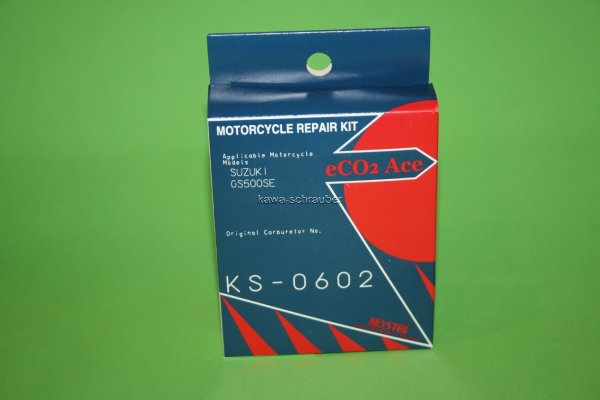 MOTORCYCLE REPAIR KIT
Applicable Motorcycle
Models
SUZUKI
GS500SE
eCO2 Ace
kawa-schrauber
Original Carburetor No.
KS-0602
KEYSTER